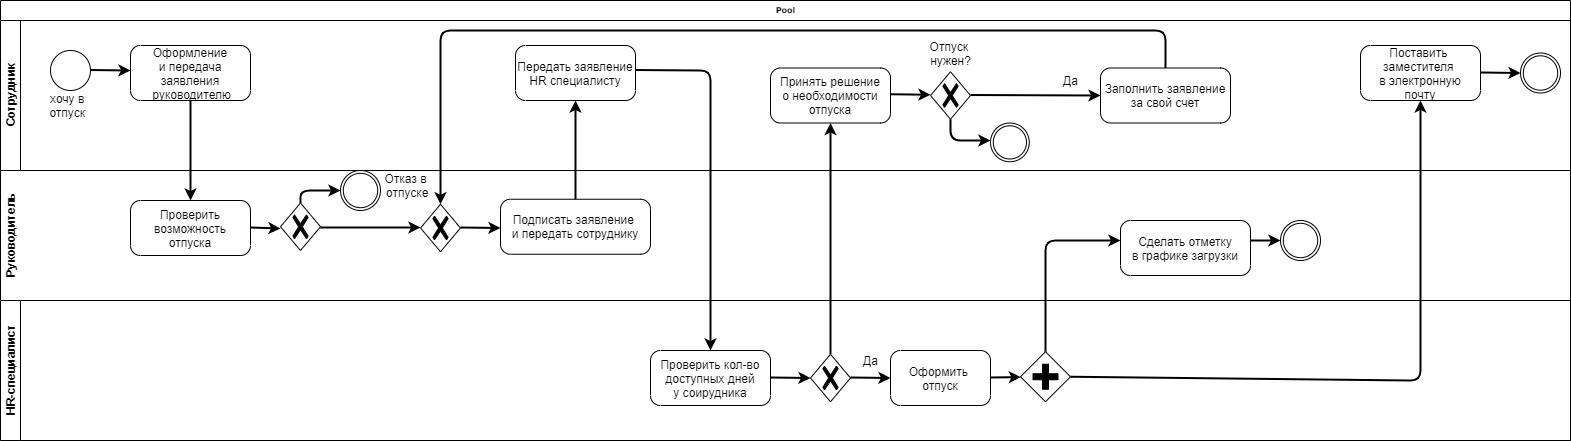 Pool
Сотрудник
хочу в
отпуск
Оформление
и передача
заявления
руководителю
Передать заявление
HR специалисту
Принять решение
о необходимости
отпуска
Отпуск
нужен?
Да
Заполнить заявление
за свой счет
Поставить
заместителя
в электронную
почту
Руководитель
Проверить
возможность
отпуска
Отказ в
отпуске
Подписать заявление
и передать сотруднику
Сделать отметку
в графике загрузки
HR-специалист
Проверить кол-во
доступных дней
у соирудника
Да
Оформить
отпуск